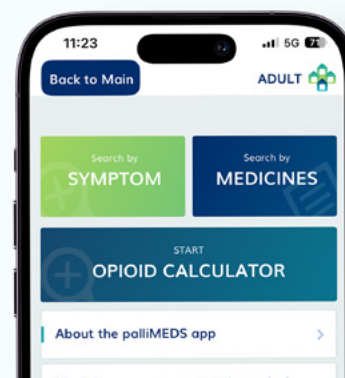 11:23
5G 71
Back to Main
ADULT
Search by
SYMPTOM
Search by
MEDICINES
START
OPIOID CALCULATOR
About the palliMEDS app